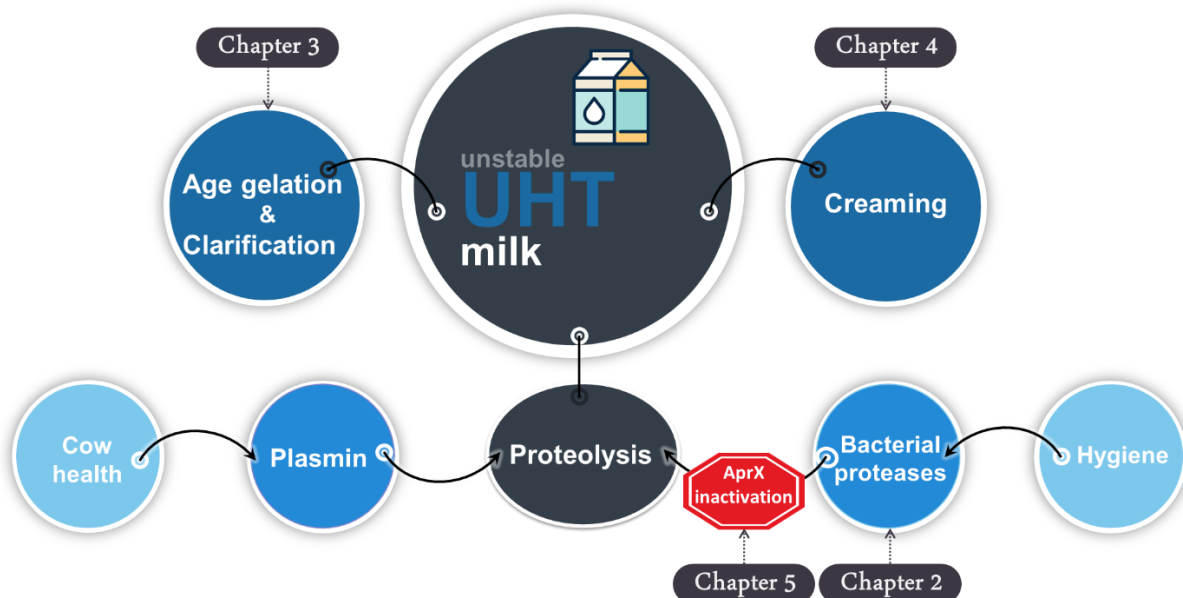 Chapter 3
Chapter 4
Age gelation
&
Clarification
unstable
UHT
milk
Creaming
Cow
health
Plasmin
Proteolysis
AprX
inactivation
Bacterial
proteases
Hygiene
Chapter 5
Chapter 2